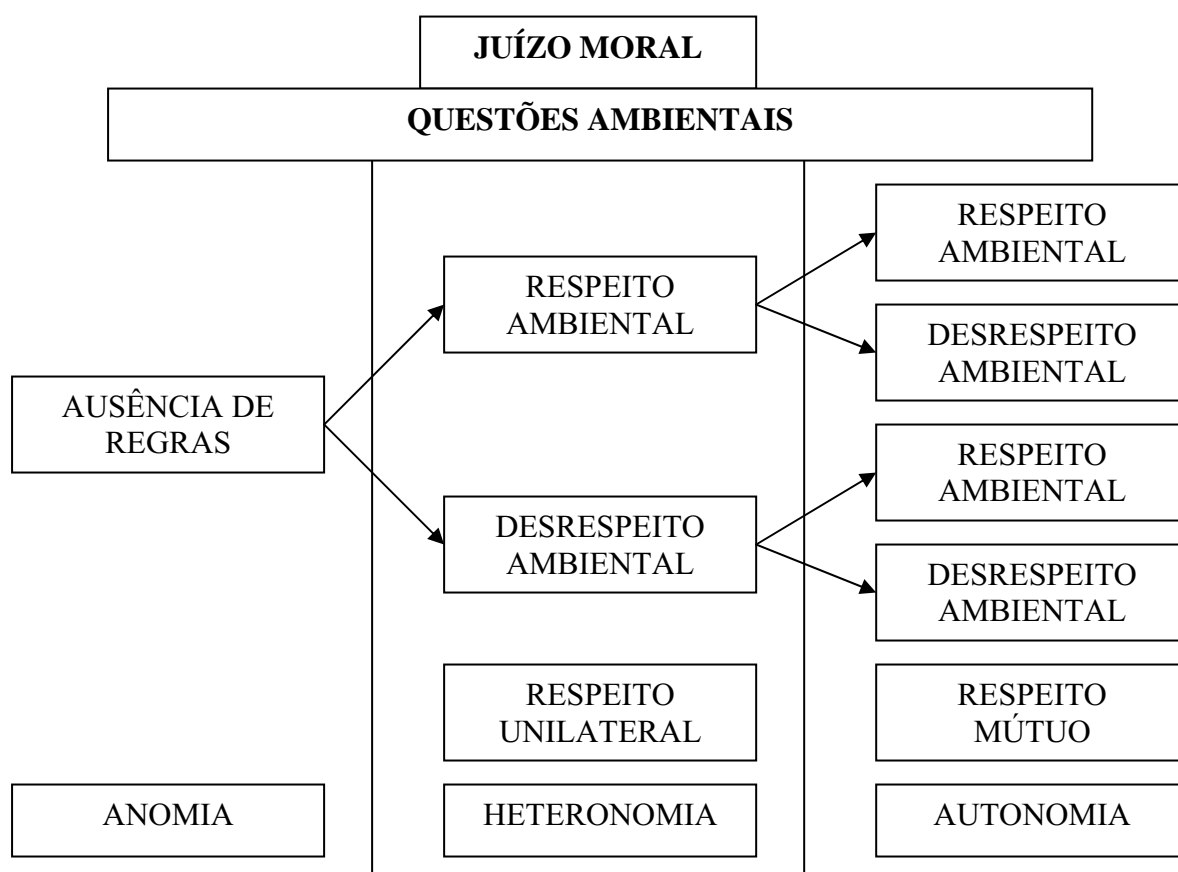 JUÍZO MORAL
QUESTÕES AMBIENTAIS
AUSÊNCIA DE
REGRAS
ANOMIA
RESPEITO
AMBIENTAL
DESRESPEITO
AMBIENTAL
RESPEITO
UNILATERAL
HETERONOMIA
RESPEITO
AMBIENTAL
DESRESPEITO
AMBIENTAL
RESPEITO
AMBIENTAL
DESRESPEITO
AMBIENTAL
RESPEITO
MÚTUO
AUTONOMIA